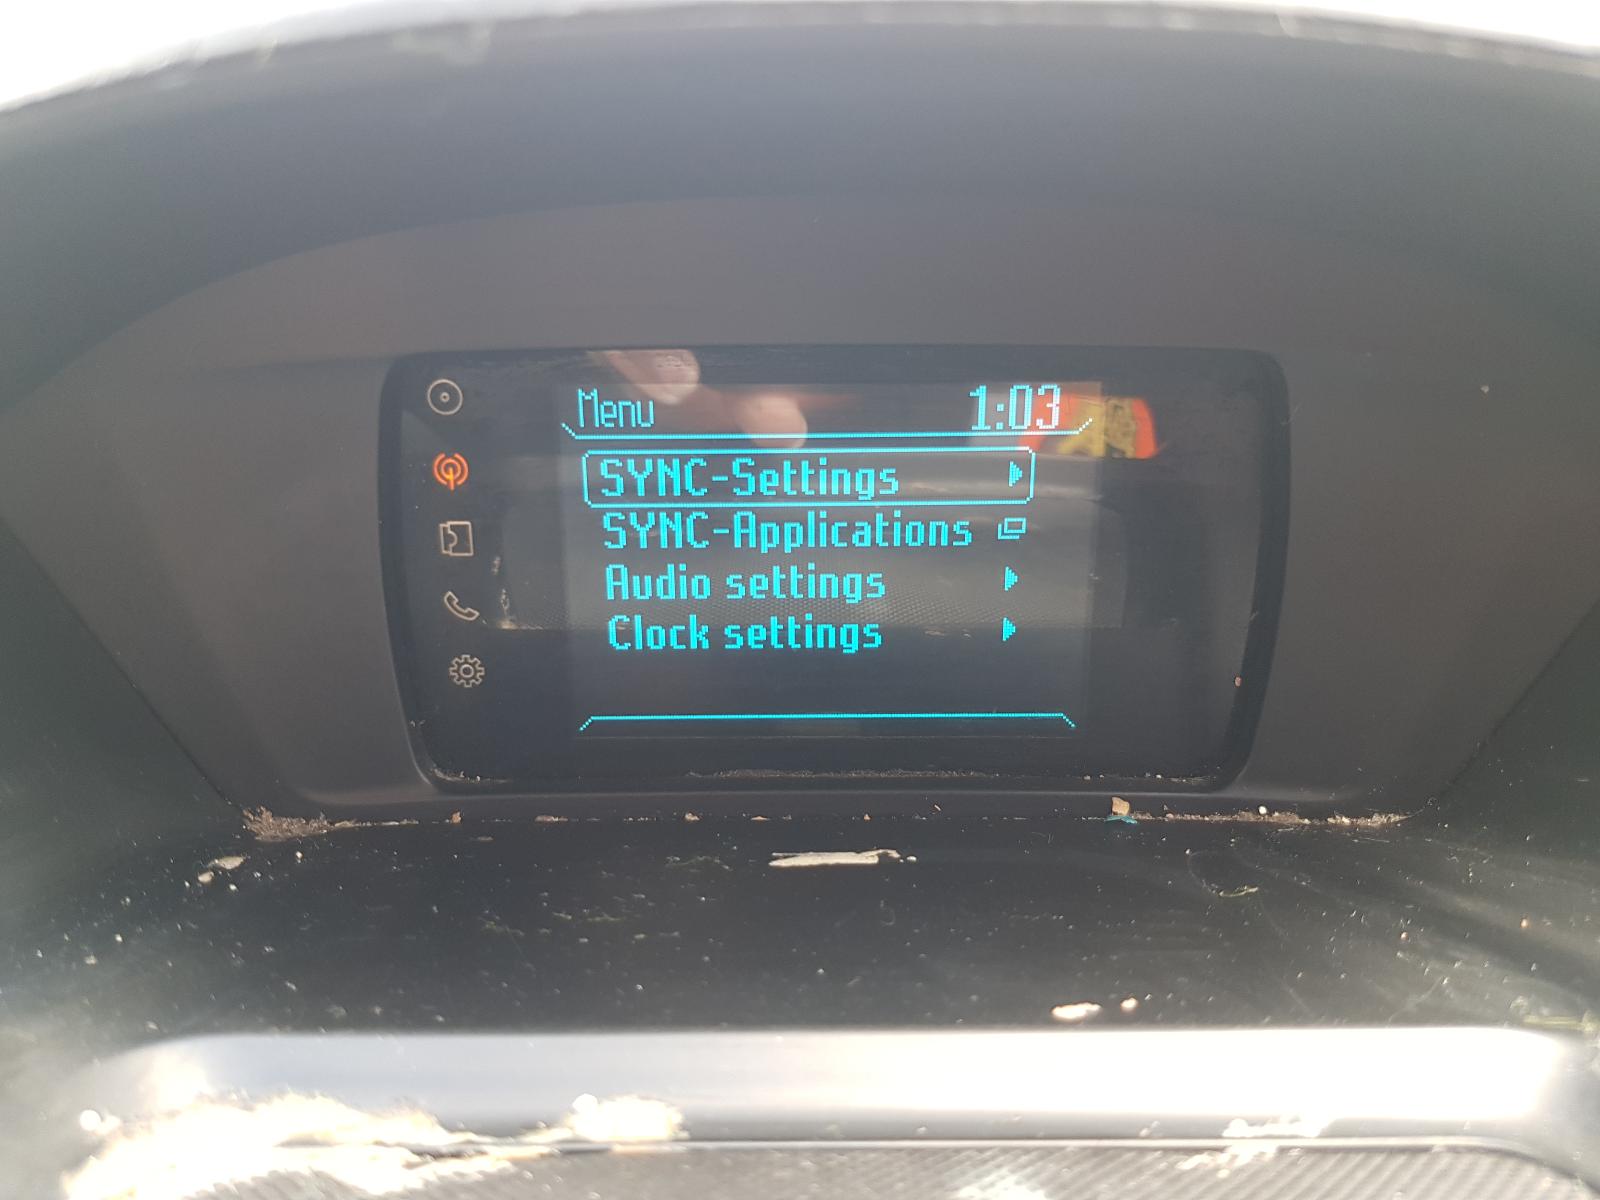 Menu 1:03
SYNC-Settings
SYNC-Applications
Audio settings
Clock settings